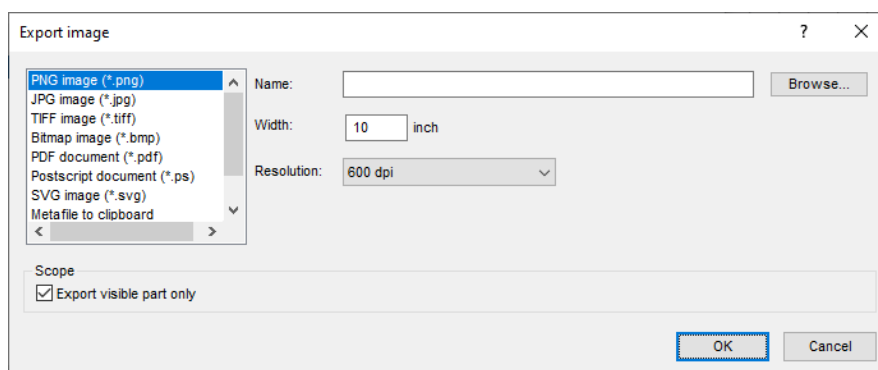 Export image
?
PNG image (*.png)
JPG image (*.jpg)
TIFF image (*.tiff)
Bitmap image (*.bmp)
PDF document (*.pdf)
Postscript document (*.ps)
SVG image (*.svg)
Metafile to clipboard
Name:
Browse...
Width:
10 inch
Resolution:
600 dpi
Scope
Export visible part only
OK
Cancel